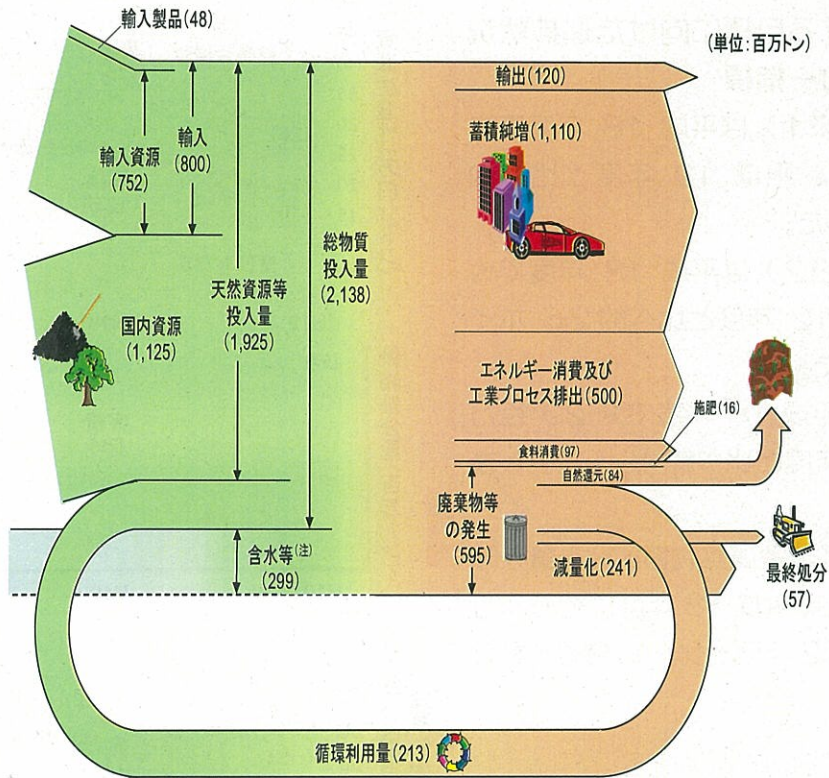 輸入製品(48)
(単位:百万トン)
輸出(120)
蓄積純増(1,110)
輸入資源
(752)
輸入
(800)
総物質
投入量
(2,138)
天然資源等
投入量
(1,925)
国内資源
(1,125)
エネルギー消費及び
工業プロセス排出(500)
施肥(16)
食料消費(97)
自然還元(84)
廃棄物等
の発生
(595)
含水等(注)
(299)
減量化(241)
最終処分
(57)
循環利用量(213)